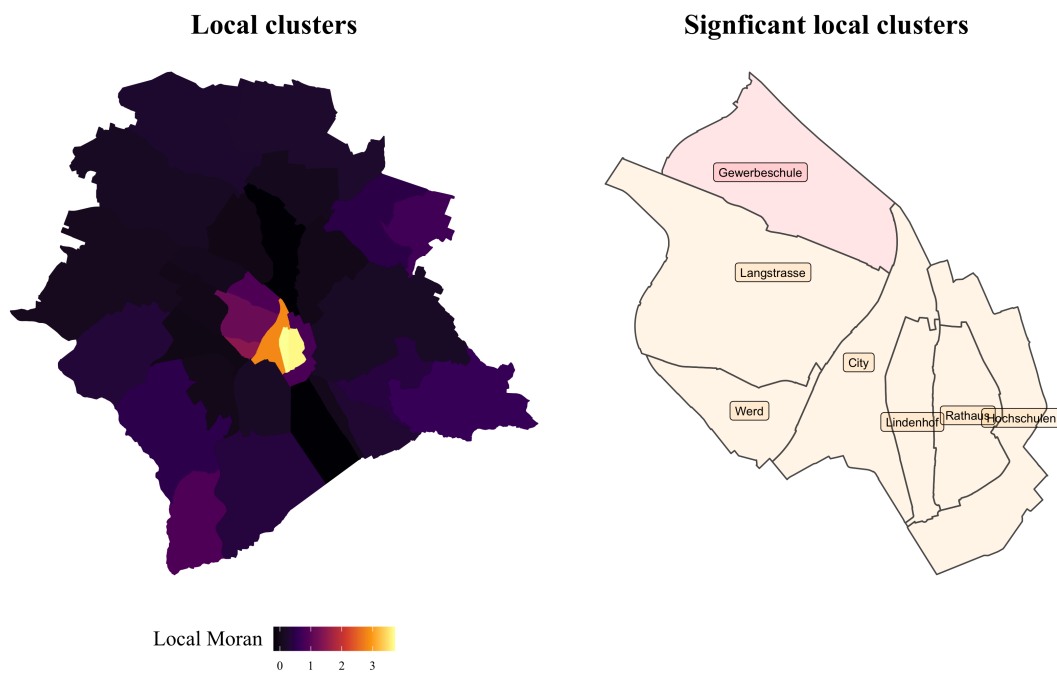 Local clusters
Signficant local clusters
Gewerbeschule
Langstrasse
City
Werd
Lindenhof
Rathaus
Hochschulen
Local Moran
0 1 2 3